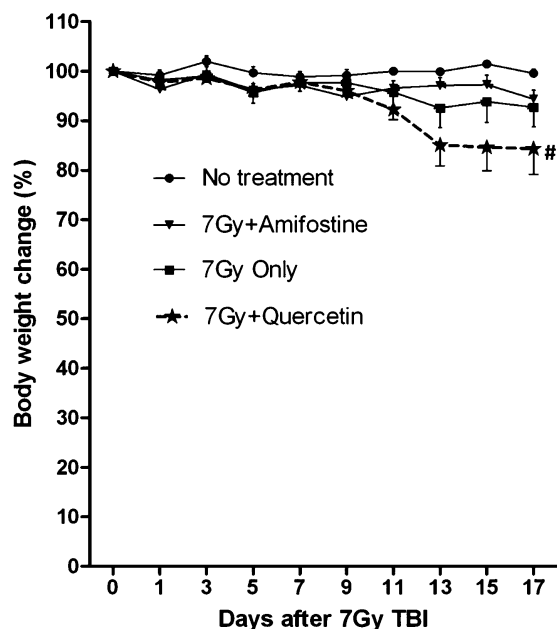 Body weight change (%)
110
100
90
80
70
60
50
40
30
20
10
0
No treatment
7Gy+Amifostine
7Gy Only
7Gy+Quercetin
#
0 1 3 5 7 9 11 13 15 17
Days after 7Gy TBI